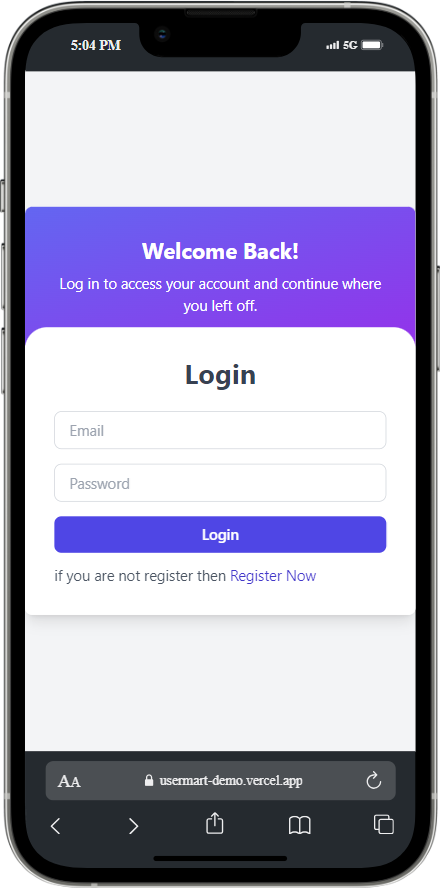 5:04 PM 5G
Welcome Back!
Log in to access your account and continue where
you left off.
Login
Email
Password
Login
if you are not register then Register Now
AA usermart-demo.vercel.app